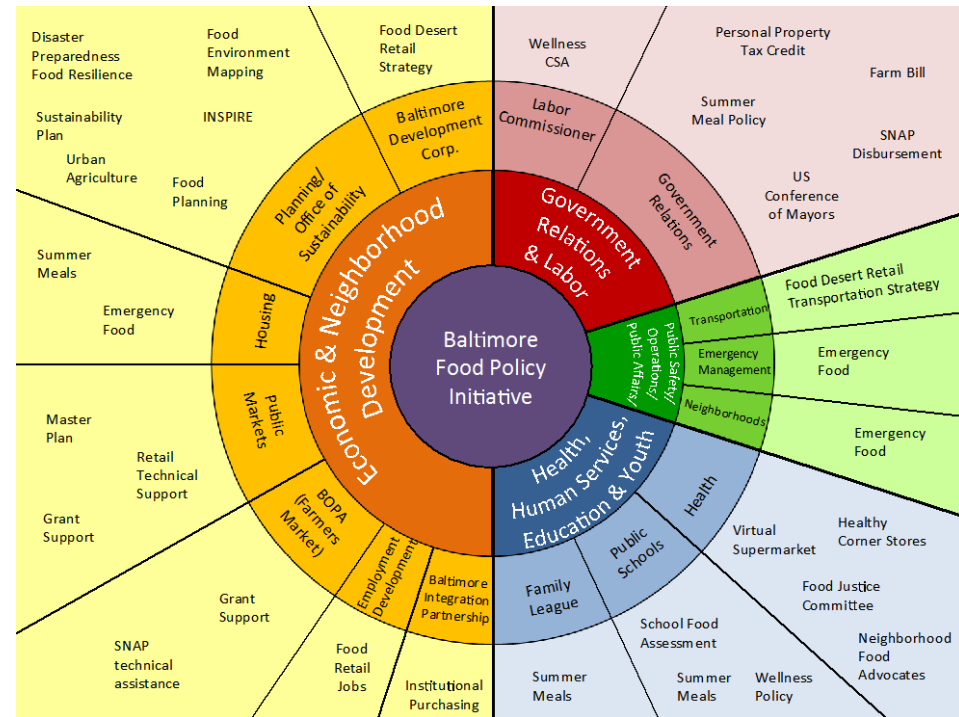 Baltimore
Food Policy
Initiative
Government
Relations
& Labor
Labor
Commissioner
Wellness
CSA
Government
Relations
Personal Property
Tax Credit
Farm Bill
Summer
Meal Policy
SNAP
Disbursement
US
Conference
of Mayors
Public Safety/
Operations/
Public Affairs/
Transportation
Food Desert Retail
Transportation Strategy
Emergency
Management
Emergency
Food
Neighborhoods
Emergency
Food
Health,
Human Services,
Education & Youth
Health
Virtual
Supermarket
Healthy
Corner Stores
Food Justice
Committee
Neighborhood
Food
Advocates
Public
Schools
School Food
Assessment
Summer
Meals
Wellness
Policy
Family
League
Summer
Meals
Economic & Neighborhood
Development
Baltimore
Integration
Partnership
Institutional
Purchasing
Employment
Development
Food
Retail
Jobs
BOPA
(Farmers
Market)
Grant
Support
SNAP
technical
assistance
Public
Markets
Master
Plan
Retail
Technical
Support
Grant
Support
Housing
Summer
Meals
Emergency
Food
Planning/
Office of
Sustainability
Disaster
Preparedness
Food Resilience
Food
Environment
Mapping
Sustainability
Plan
INSPIRE
Urban
Agriculture
Food
Planning
Baltimore
Development
Corp.
Food Desert
Retail
Strategy